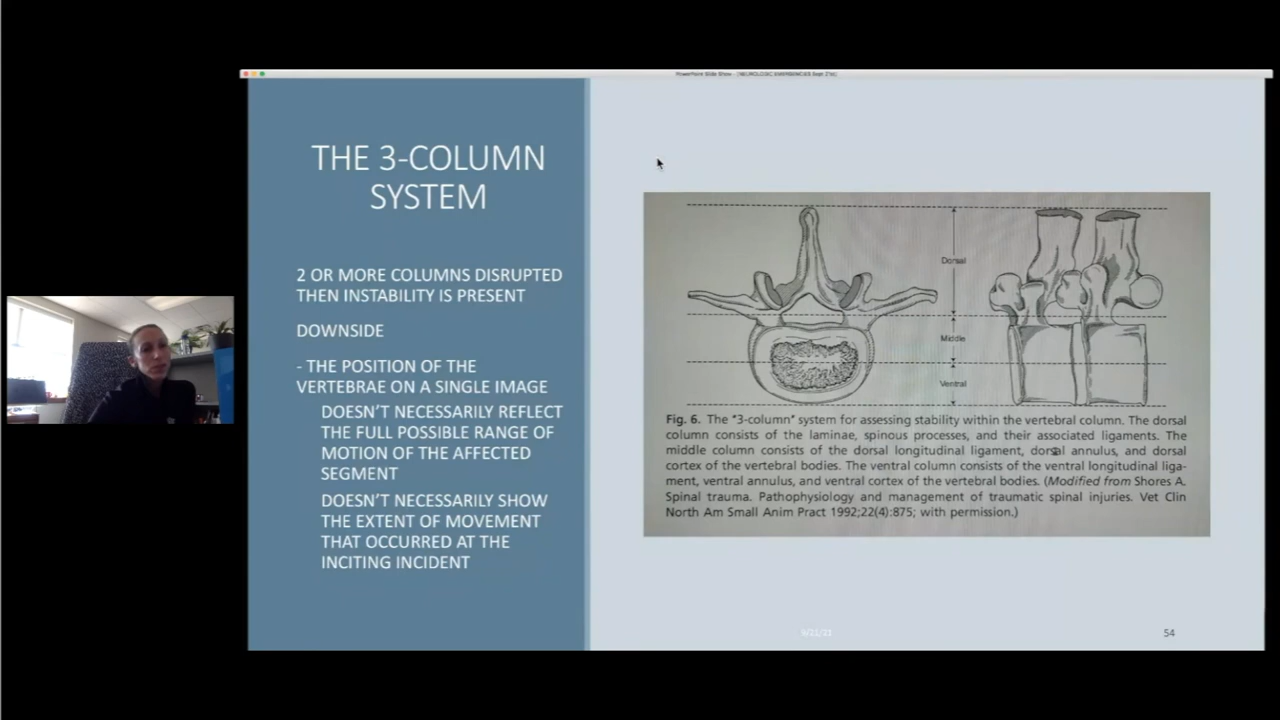 PowerPoint Slide Show - [NEUROLOGIC EMERGENCIES Sept 21st]
THE 3-COLUMN
SYSTEM
2 OR MORE COLUMNS DISRUPTED
THEN INSTABILITY IS PRESENT
DOWNSIDE
- THE POSITION OF THE
VERTEBRAE ON A SINGLE IMAGE
DOESN'T NECESSARILY REFLECT
THE FULL POSSIBLE RANGE OF
MOTION OF THE AFFECTED
SEGMENT
DOESN'T NECESSARILY SHOW
THE EXTENT OF MOVEMENT
THAT OCCURRED AT THE
INCITING INCIDENT
Dorsal
Middle
Ventral
Fig. 6. The "3-column" system for assessing stability within the vertebral column. The dorsal
column consists of the laminae, spinous processes, and their associated ligaments. The
middle column consists of the dorsal longitudinal ligament, dorsal annulus, and dorsal
cortex of the vertebral bodies. The ventral column consists of the ventral longitudinal liga-
ment, ventral annulus, and ventral cortex of the vertebral bodies. (Modified from Shores A.
Spinal trauma. Pathophysiology and management of traumatic spinal injuries. Vet Clin
North Am Small Anim Pract 1992;22(4):875; with permission.)
54